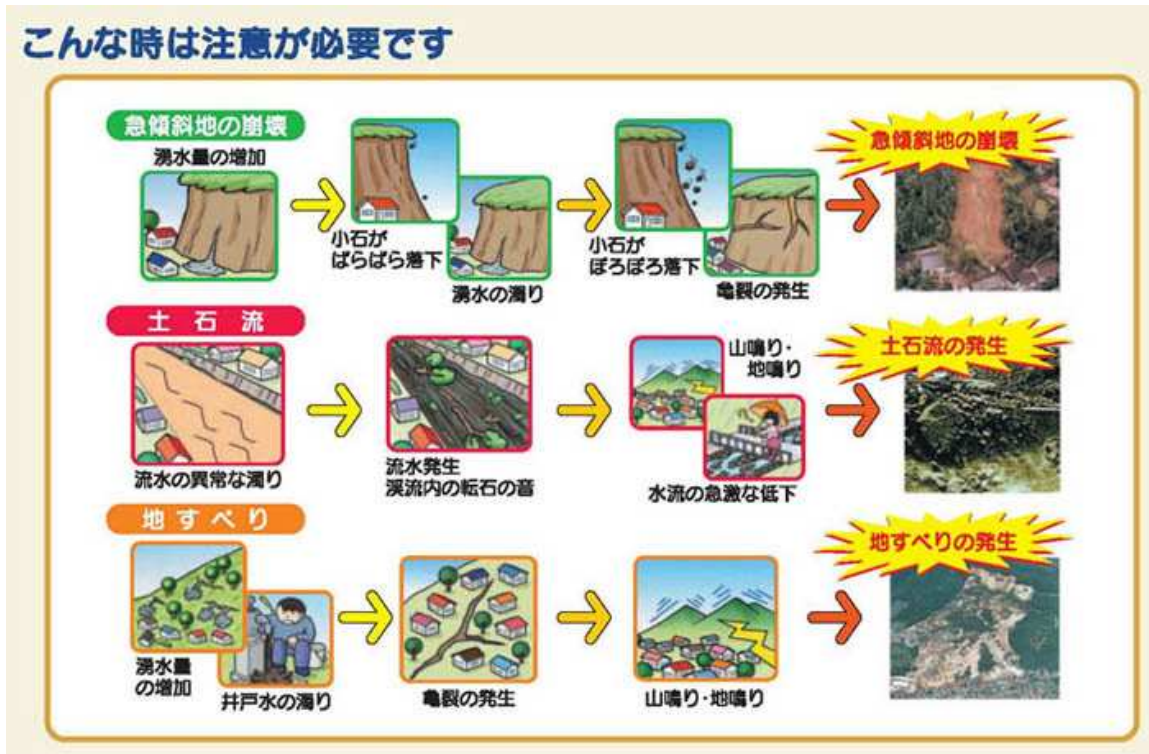 こんな時は注意が必要です
急傾斜地の崩壊
湧水量の増加
小石が
ばらばら落下
湧水の濁り
小石が
ぼろぼろ落下
亀裂の発生
急傾斜地の崩壊
土石流
流水の異常な濁り
流水発生
渓流内の転石の音
山鳴り・
地鳴り
水流の急激な低下
土石流の発生
地すべり
湧水量
の増加
井戸水の濁り
亀裂の発生
山鳴り・地鳴り
地すべりの発生